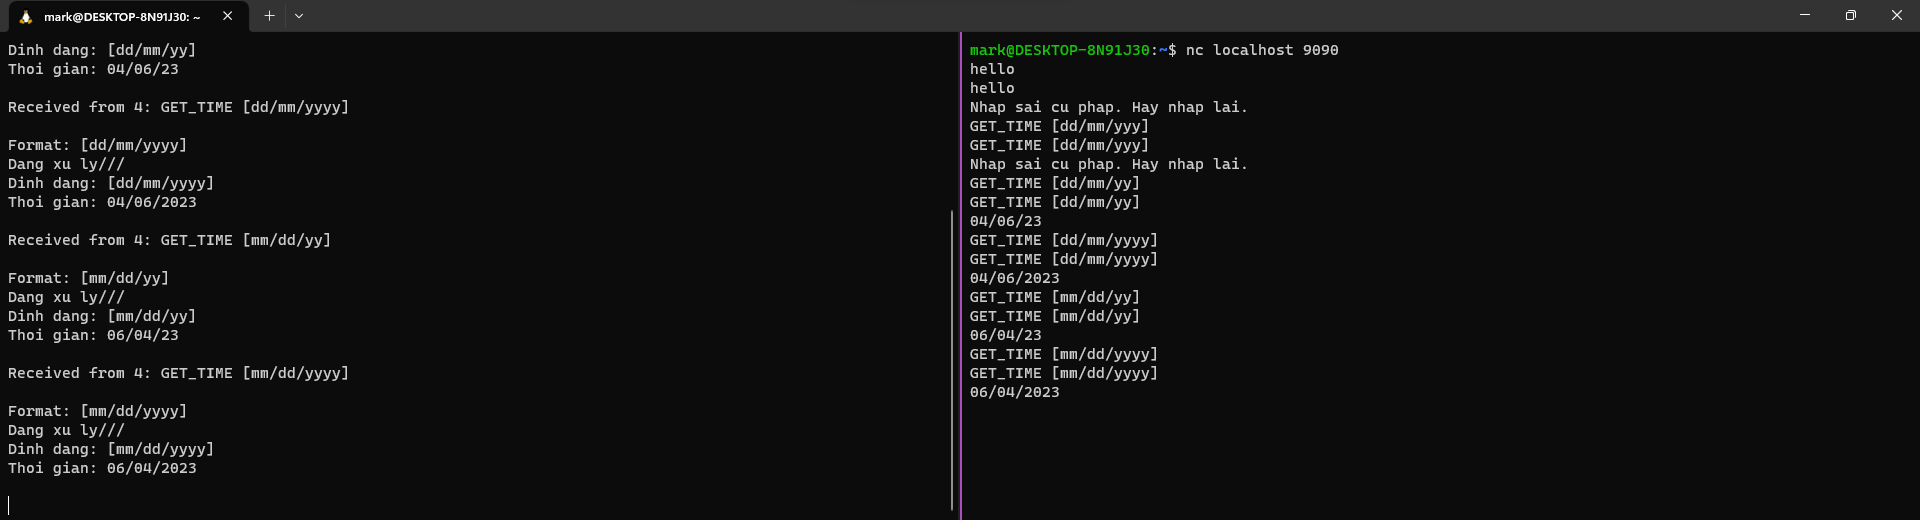 mark@DESKTOP-8N91J30: ~
Dinh dang: [dd/mm/yy]
Thoi gian: 04/06/23
Received from 4: GET_TIME [dd/mm/yyyy]
Format: [dd/mm/yyyy]
Dang xu ly///
Dinh dang: [dd/mm/yyyy]
Thoi gian: 04/06/2023
Received from 4: GET_TIME [mm/dd/yy]
Format: [mm/dd/yy]
Dang xu ly///
Dinh dang: [mm/dd/yy]
Thoi gian: 06/04/23
Received from 4: GET_TIME [mm/dd/yyyy]
Format: [mm/dd/yyyy]
Dang xu ly///
Dinh dang: [mm/dd/yyyy]
Thoi gian: 06/04/2023
mark@DESKTOP-8N91J30:~$ nc localhost 9090
hello
hello
Nhap sai cu phap. Hay nhap lai.
GET_TIME [dd/mm/yyy]
GET_TIME [dd/mm/yyy]
Nhap sai cu phap. Hay nhap lai.
GET_TIME [dd/mm/yy]
GET_TIME [dd/mm/yy]
04/06/23
GET_TIME [dd/mm/yyyy]
GET_TIME [dd/mm/yyyy]
04/06/2023
GET_TIME [mm/dd/yy]
GET_TIME [mm/dd/yy]
06/04/23
GET_TIME [mm/dd/yyyy]
GET_TIME [mm/dd/yyyy]
06/04/2023